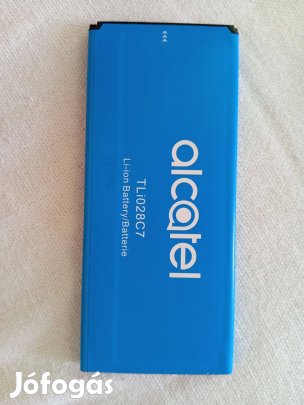 <<<
alcatel
TLi028C7
Li-ion Battery/Batterie
Jófogás